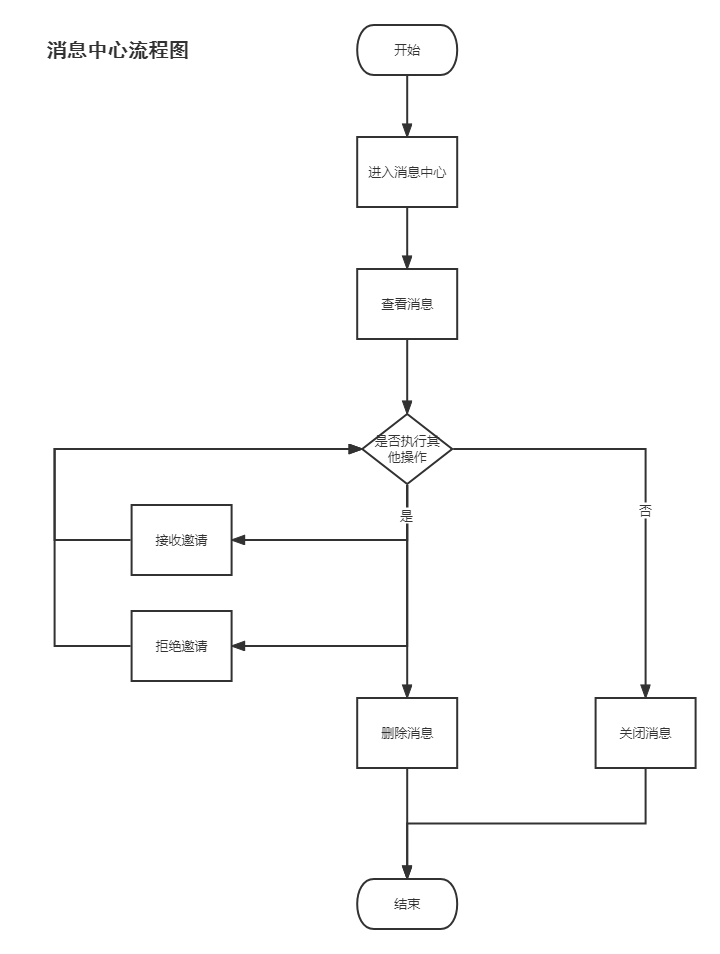 消息中心流程图
开始
进入消息中心
查看消息
是否执行其
他操作
是
否
接收邀请
拒绝邀请
删除消息
关闭消息
结束